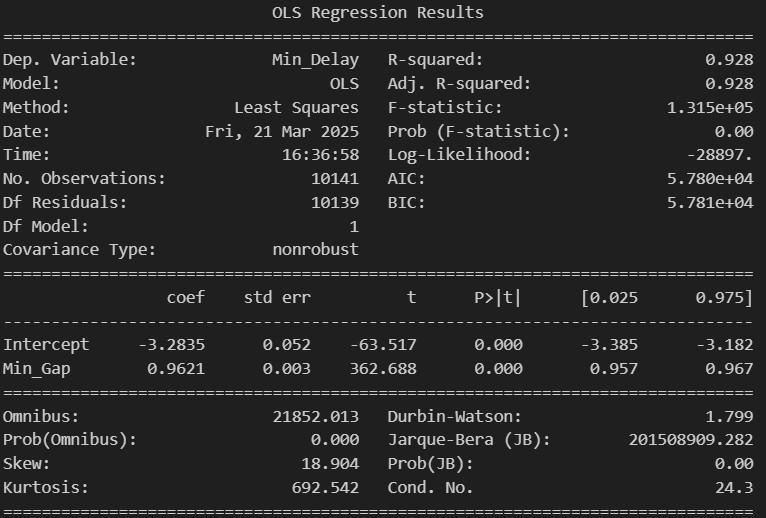 OLS Regression Results
==============================================================================
Dep. Variable:              Min_Delay   R-squared:                       0.928
Model:                            OLS   Adj. R-squared:                  0.928
Method:                 Least Squares   F-statistic:                 1.315e+05
Date:                Fri, 21 Mar 2025   Prob (F-statistic):               0.00
Time:                        16:36:58   Log-Likelihood:                -28897.
No. Observations:               10141   AIC:                         5.780e+04
Df Residuals:                   10139   BIC:                         5.781e+04
Df Model:                           1
Covariance Type:            nonrobust
==============================================================================
                 coef    std err          t      P>|t|      [0.025      0.975]
------------------------------------------------------------------------------
Intercept     -3.2835      0.052    -63.517      0.000      -3.385      -3.182
Min_Gap        0.9621      0.003    362.688      0.000       0.957       0.967
==============================================================================
Omnibus:                    21852.013   Durbin-Watson:                   1.799
Prob(Omnibus):                  0.000   Jarque-Bera (JB):        201508909.282
Skew:                          18.904   Prob(JB):                         0.00
Kurtosis:                     692.542   Cond. No.                         24.3
==============================================================================